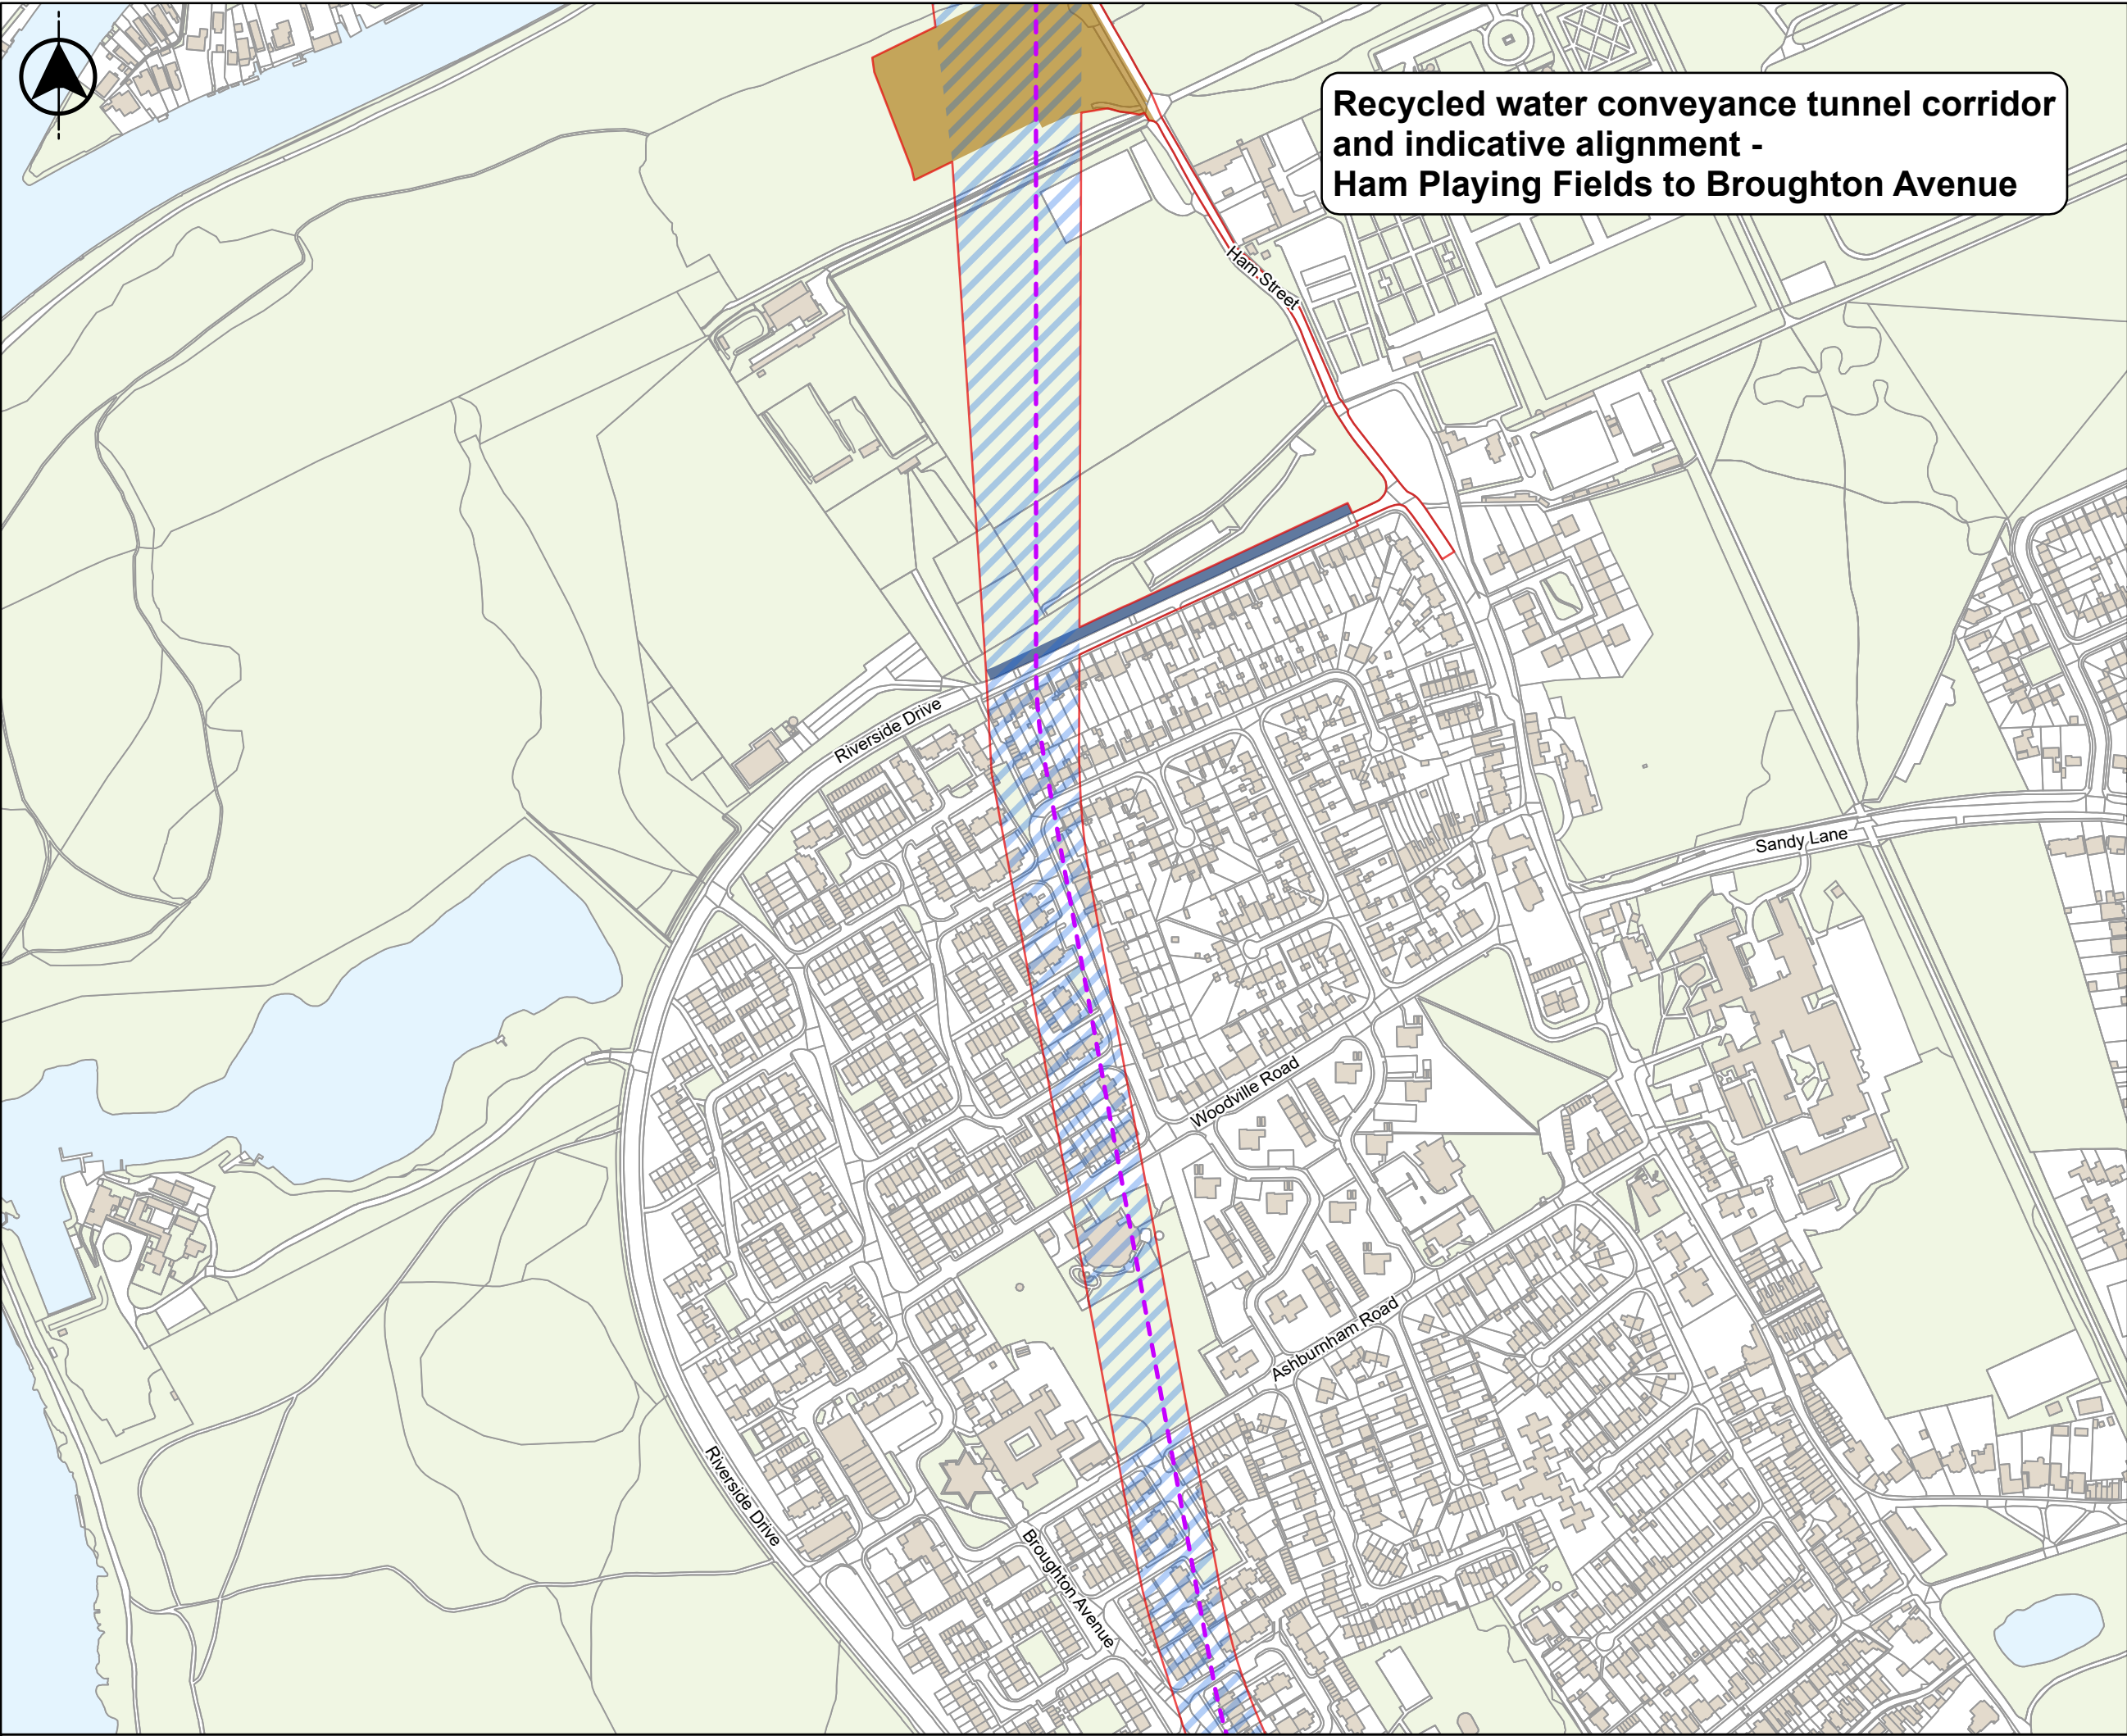 Recycled water conveyance tunnel corridor
and indicative alignment -
Ham Playing Fields to Broughton Avenue
Ham Street
Riverside Drive
Sandy Lane
Woodville Road
Ashburnham Road
Riverside Drive
Broughton Avenue